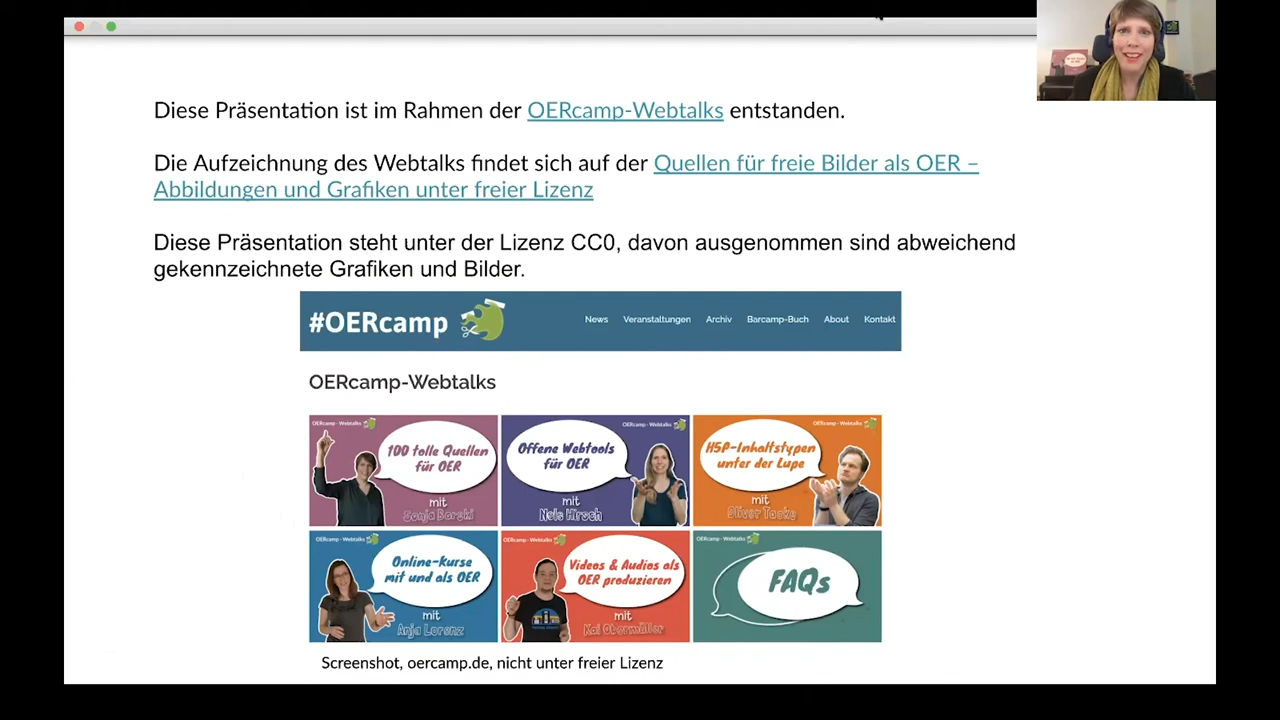 Diese Präsentation ist im Rahmen der OERcamp-Webtalks entstanden.
Die Aufzeichnung des Webtalks findet sich auf der Quellen für freie Bilder als OER –
Abbildungen und Grafiken unter freier Lizenz
Diese Präsentation steht unter der Lizenz CC0, davon ausgenommen sind abweichend
gekennzeichnete Grafiken und Bilder.
#OERcamp
News Veranstaltungen Archiv Barcamp-Buch About Kontakt
OERcamp-Webtalks
OERcamp - Webtalks
100 tolle Quellen
für OER
mit
Sonja Borski
OERcamp - Webtalks
Offene Webtools
für OER
mit
Nele Hirsch
OERcamp - Webtalks
H5P-Inhaltstypen
unter der Lupe
mit
Oliver Tacke
OERcamp - Webtalks
Online-Kurse
mit und als OER
mit
Anja Lorenz
OERcamp - Webtalks
Videos & Audios als
OER produzieren
mit
Kai Obermüller
OERcamp - Webtalks
FAQs
Screenshot, oercamp.de, nicht unter freier Lizenz